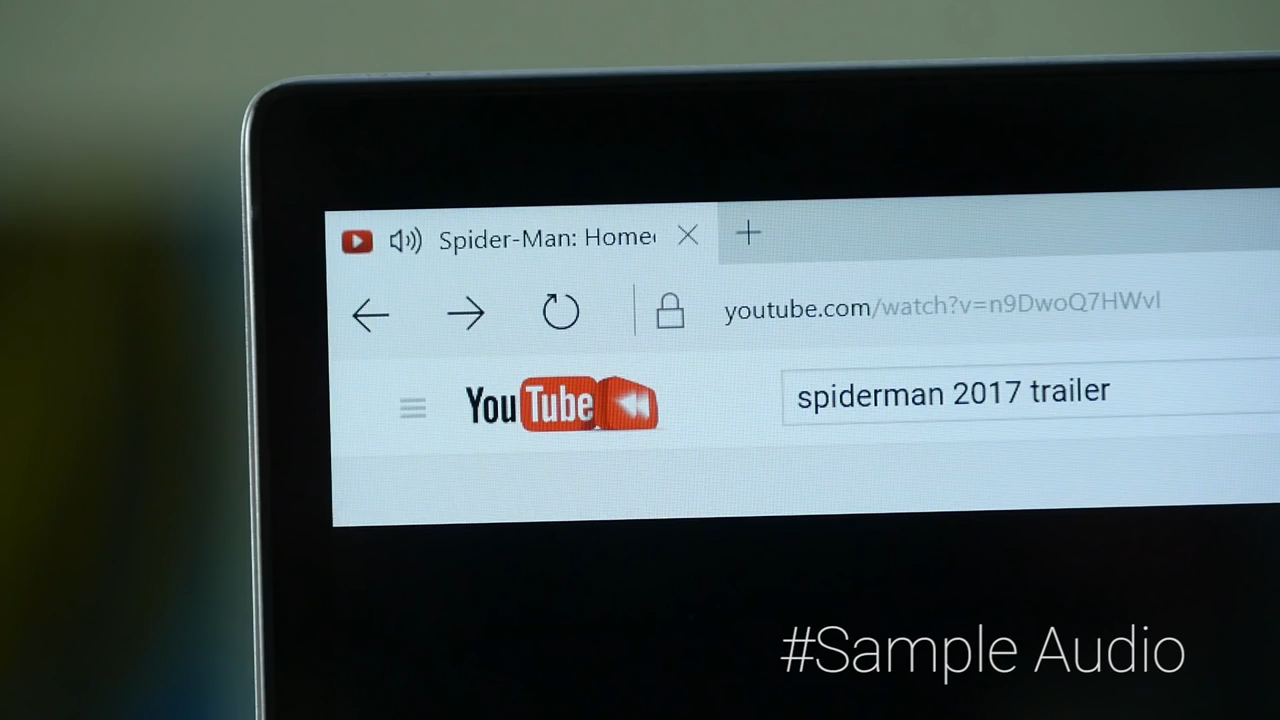 Spider-Man: Home
youtube.com/watch?v=n9DwoQ7HWvI
YouTube
spiderman 2017 trailer
#Sample Audio